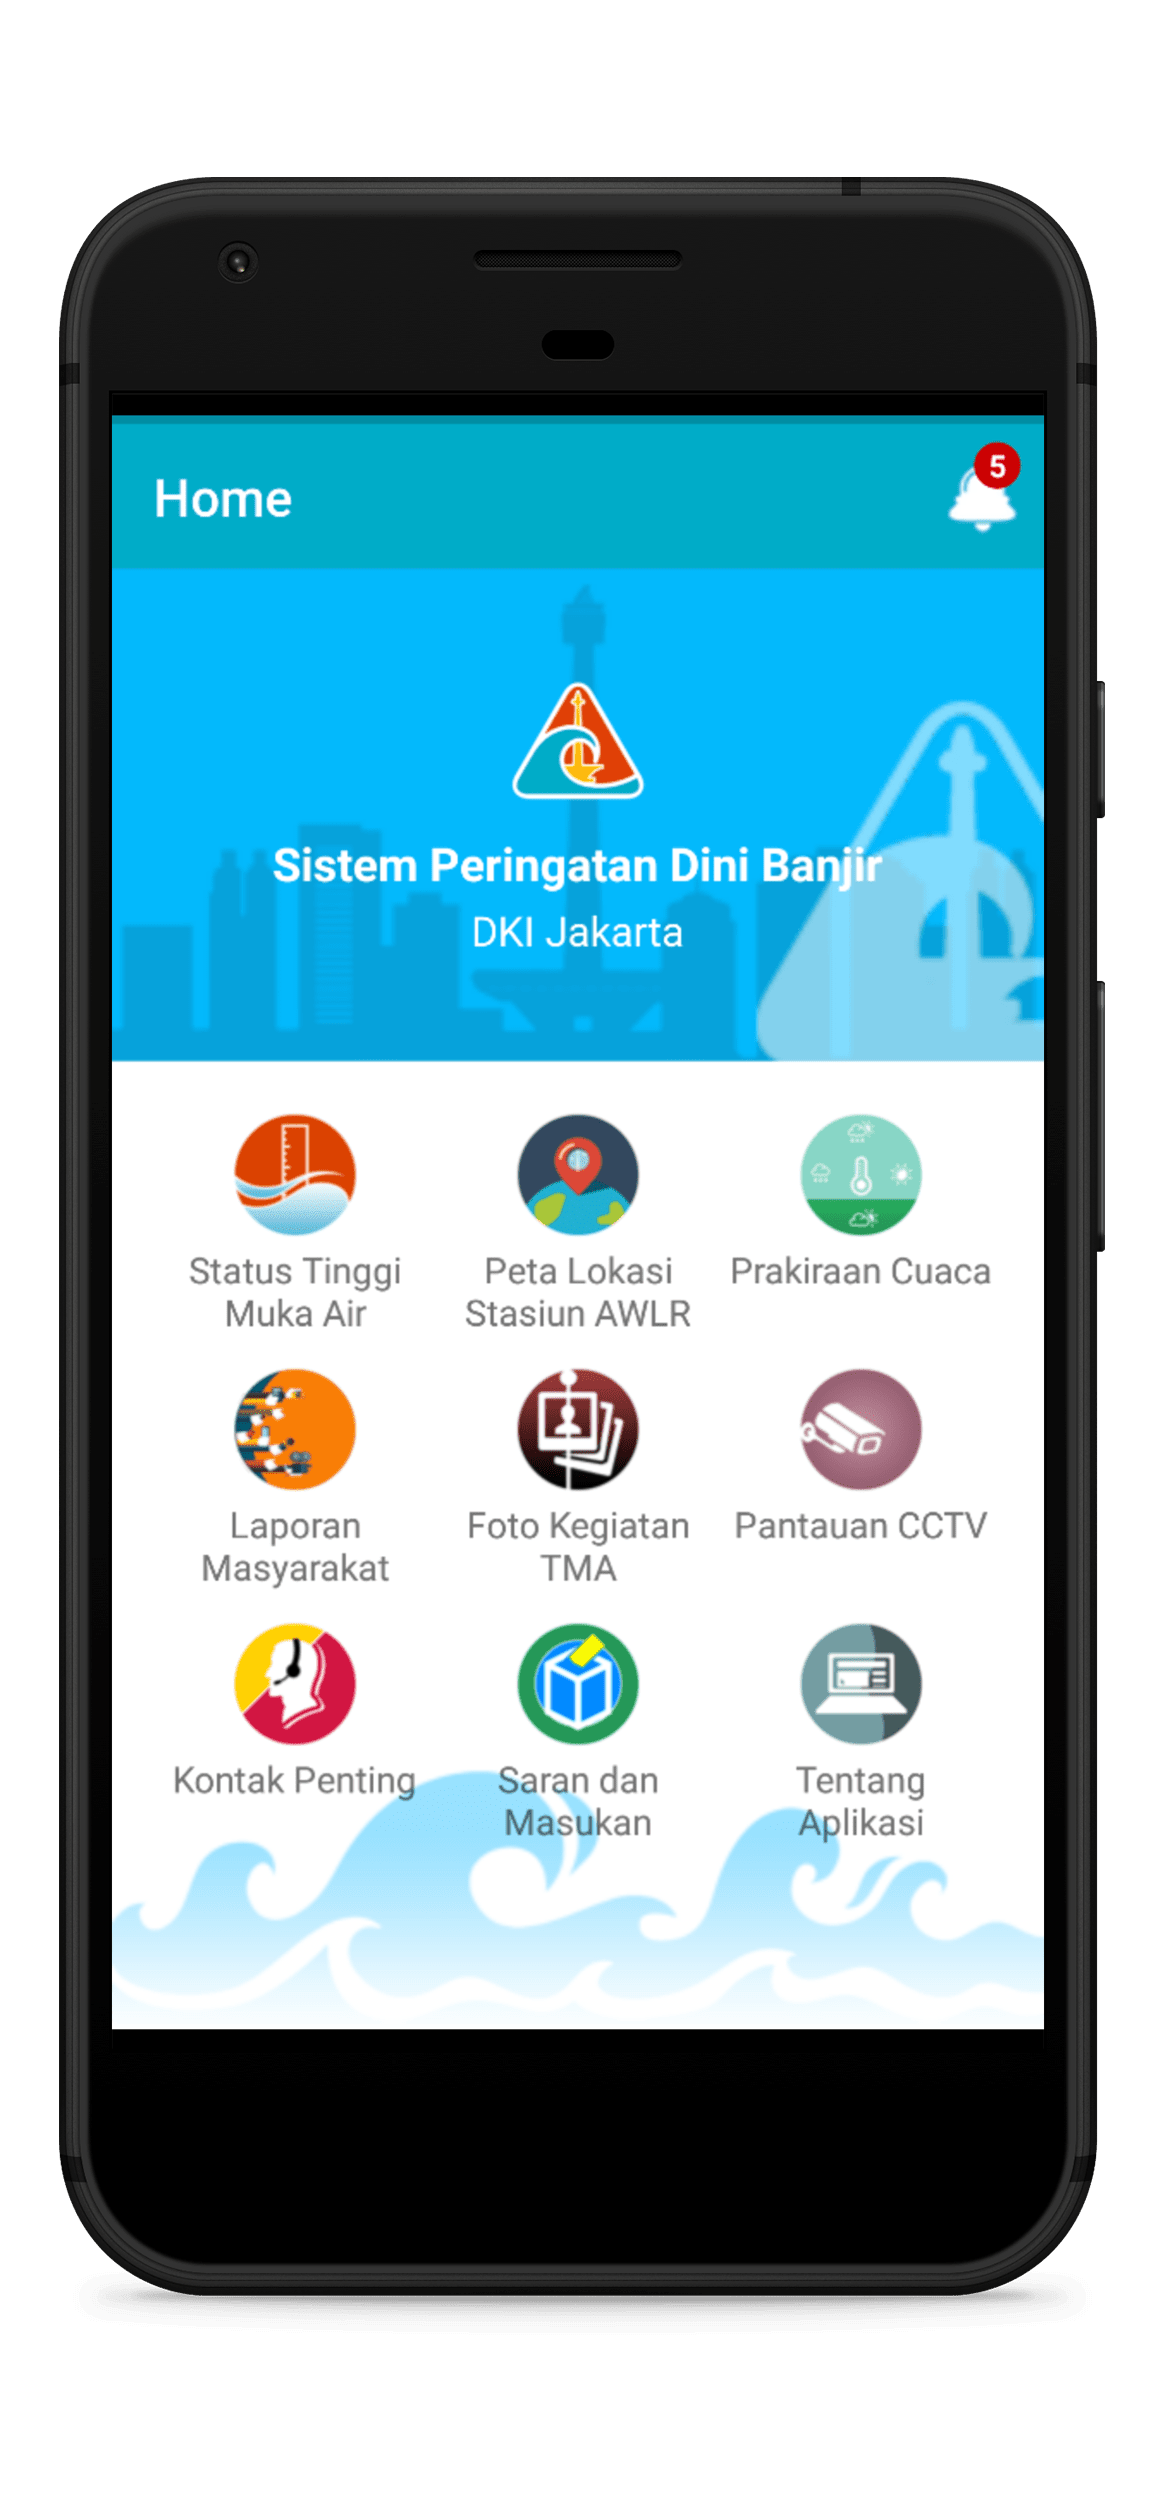 Home
5
Sistem Peringatan Dini Banjir
DKI Jakarta
Status Tinggi
Muka Air
Peta Lokasi
Stasiun AWLR
Prakiraan Cuaca
Laporan
Masyarakat
Foto Kegiatan
TMA
Pantauan CCTV
Kontak Penting
Saran dan
Masukan
Tentang
Aplikasi